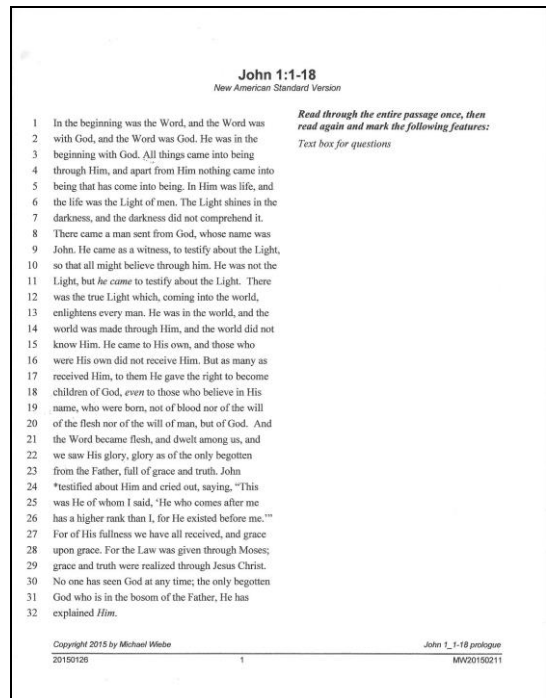 John 1:1-18
New American Standard Version
1 In the beginning was the Word, and the Word was
2 with God, and the Word was God. He was in the
3 beginning with God. All things came into being
4 through Him, and apart from Him nothing came into
5 being that has come into being. In Him was life, and
6 the life was the Light of men. The Light shines in the
7 darkness, and the darkness did not comprehend it.
8 There came a man sent from God, whose name was
9 John. He came as a witness, to testify about the Light,
10 so that all might believe through him. He was not the
11 Light, but he came to testify about the Light. There
12 was the true Light which, coming into the world,
13 enlightens every man. He was in the world, and the
14 world was made through Him, and the world did not
15 know Him. He came to His own, and those who
16 were His own did not receive Him. But as many as
17 received Him, to them He gave the right to become
18 children of God, even to those who believe in His
19 name, who were born, not of blood nor of the will
20 of the flesh nor of the will of man, but of God. And
21 the Word became flesh, and dwelt among us, and
22 we saw His glory, glory as of the only begotten
23 from the Father, full of grace and truth. John
24 *testified about Him and cried out, saying, “This
25 was He of whom I said, ‘He who comes after me
26 has a higher rank than I, for He existed before me.’”
27 For of His fullness we have all received, and grace
28 upon grace. For the Law was given through Moses;
29 grace and truth were realized through Jesus Christ.
30 No one has seen God at any time; the only begotten
31 God who is in the bosom of the Father, He has
32 explained Him.
Read through the entire passage once, then
read again and mark the following features:
Text box for questions
Copyright 2015 by Michael Wiebe John 1_1-18 prologue
20150126 1 MW20150211